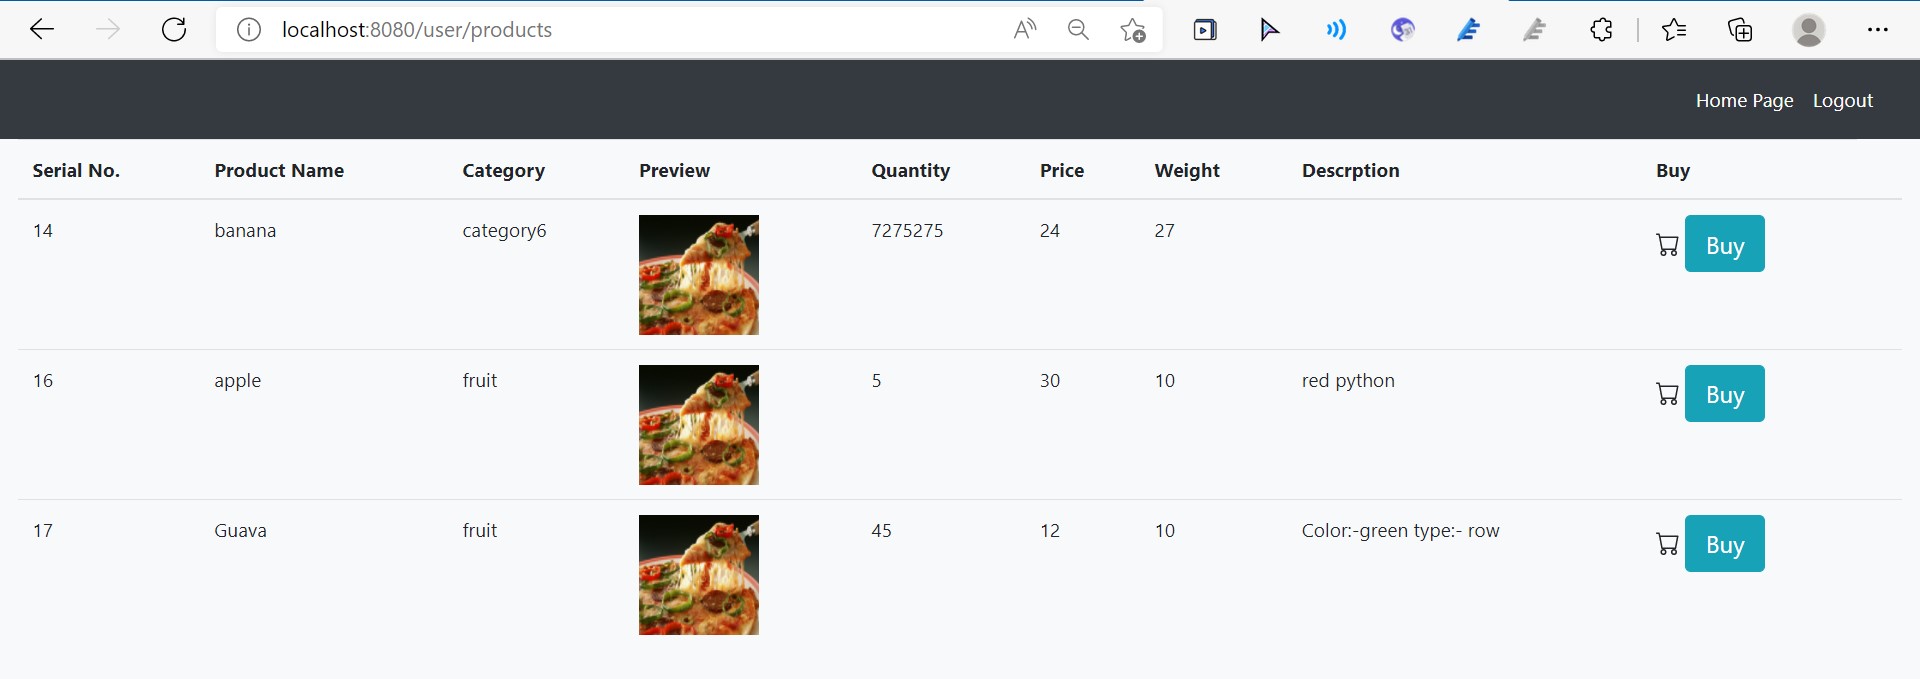 localhost:8080/user/products
Home Page Logout
Serial No. Product Name Category Preview Quantity Price Weight Descrption Buy
14 banana category6 7275275 24 27 Buy
16 apple fruit 5 30 10 red python Buy
17 Guava fruit 45 12 10 Color:-green type:- row Buy